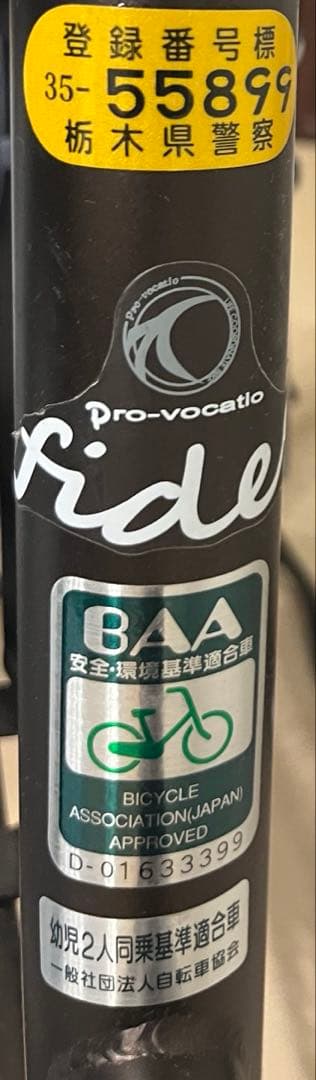 登録番号標
35-55899
栃木県警察
Pro-vocatio
Pro-vocatio
fide
BAA
安全・環境基準適合車
BICYCLE
ASSOCIATION(JAPAN)
APPROVED
D-01633399
幼児2人同乗基準適合車
一般社団法人自転車協会